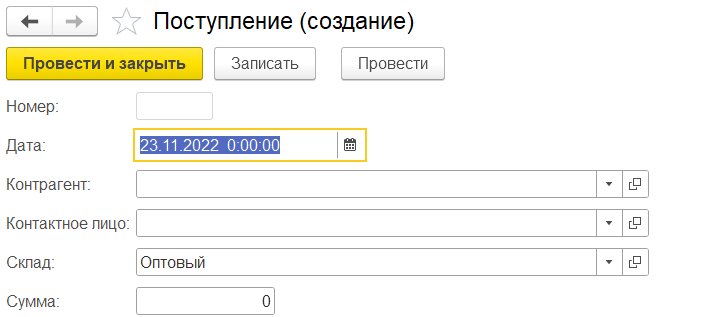 Поступление (создание)
Провести и закрыть Записать Провести
Номер:
Дата: 23.11.2022 0:00:00
Контрагент:
Контактное лицо:
Склад: Оптовый
Сумма: 0